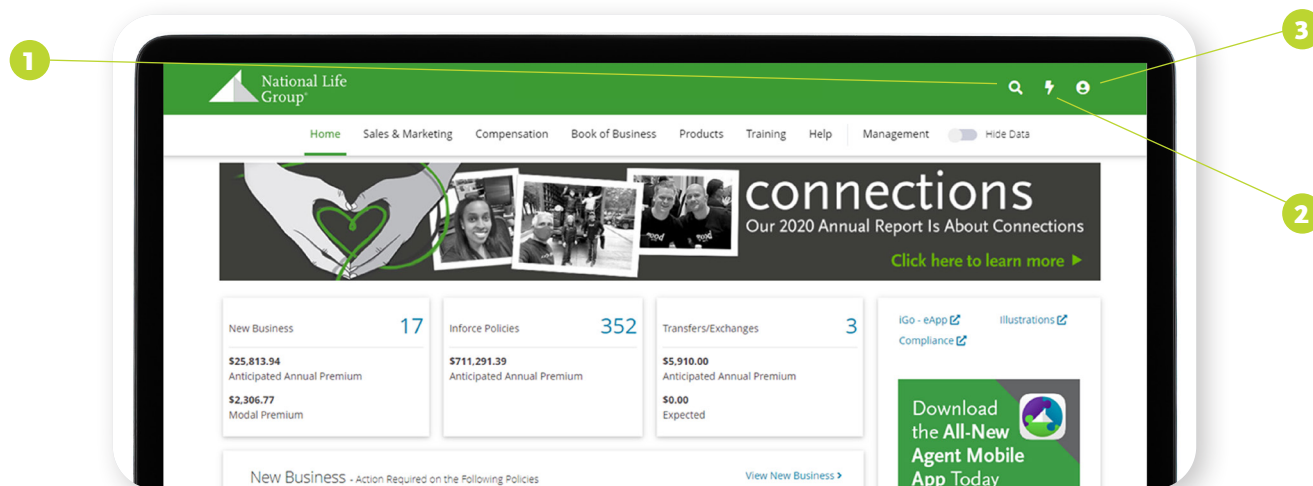 1
3
National Life
Group®
Home Sales & Marketing Compensation Book of Business Products Training Help Management Hide Data
2
connections
Our 2020 Annual Report Is About Connections
Click here to learn more
good
good
New Business 17
$25,813.94
Anticipated Annual Premium
$2,306.77
Modal Premium
Inforce Policies 352
$711,291.39
Anticipated Annual Premium
Transfers/Exchanges 3
$5,910.00
Anticipated Annual Premium
$0.00
Expected
iGo - eApp Illustrations
Compliance
Download
the All-New
Agent Mobile
App Today
New Business - Action Required on the Following Policies View New Business >